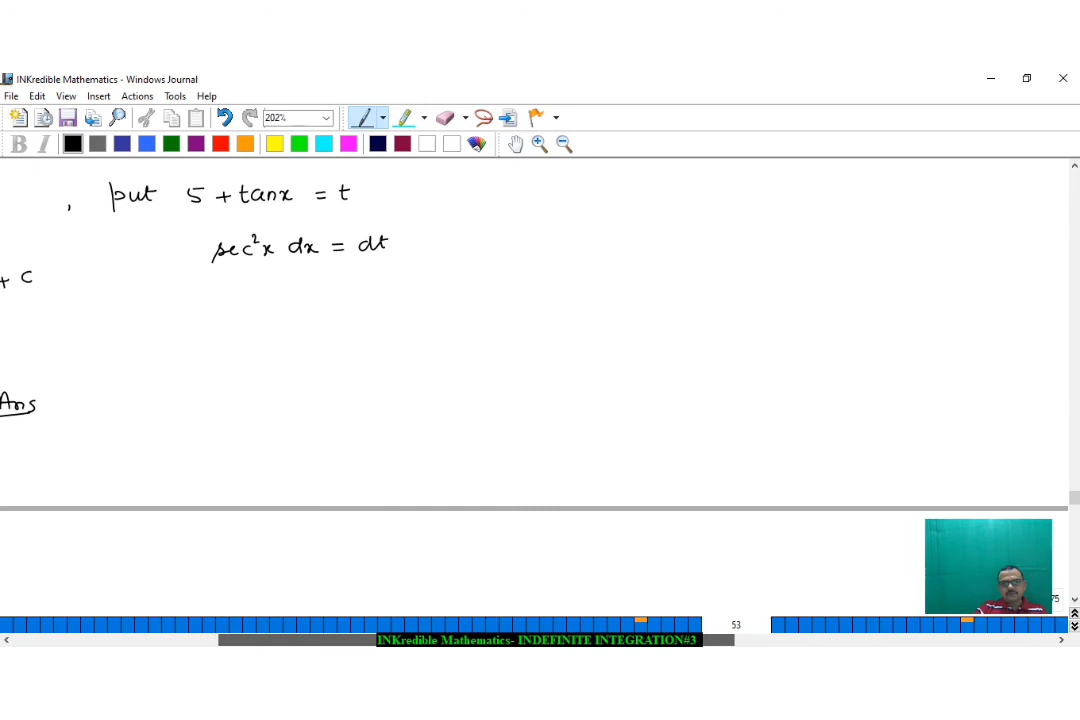 INKredible Mathematics - Windows Journal
File Edit View Insert Actions Tools Help
202%
B I
, put 5 + tanx = t
sec²x dx = dt
+ c
Ans
75
53
INKredible Mathematics- INDEFINITE INTEGRATION#3